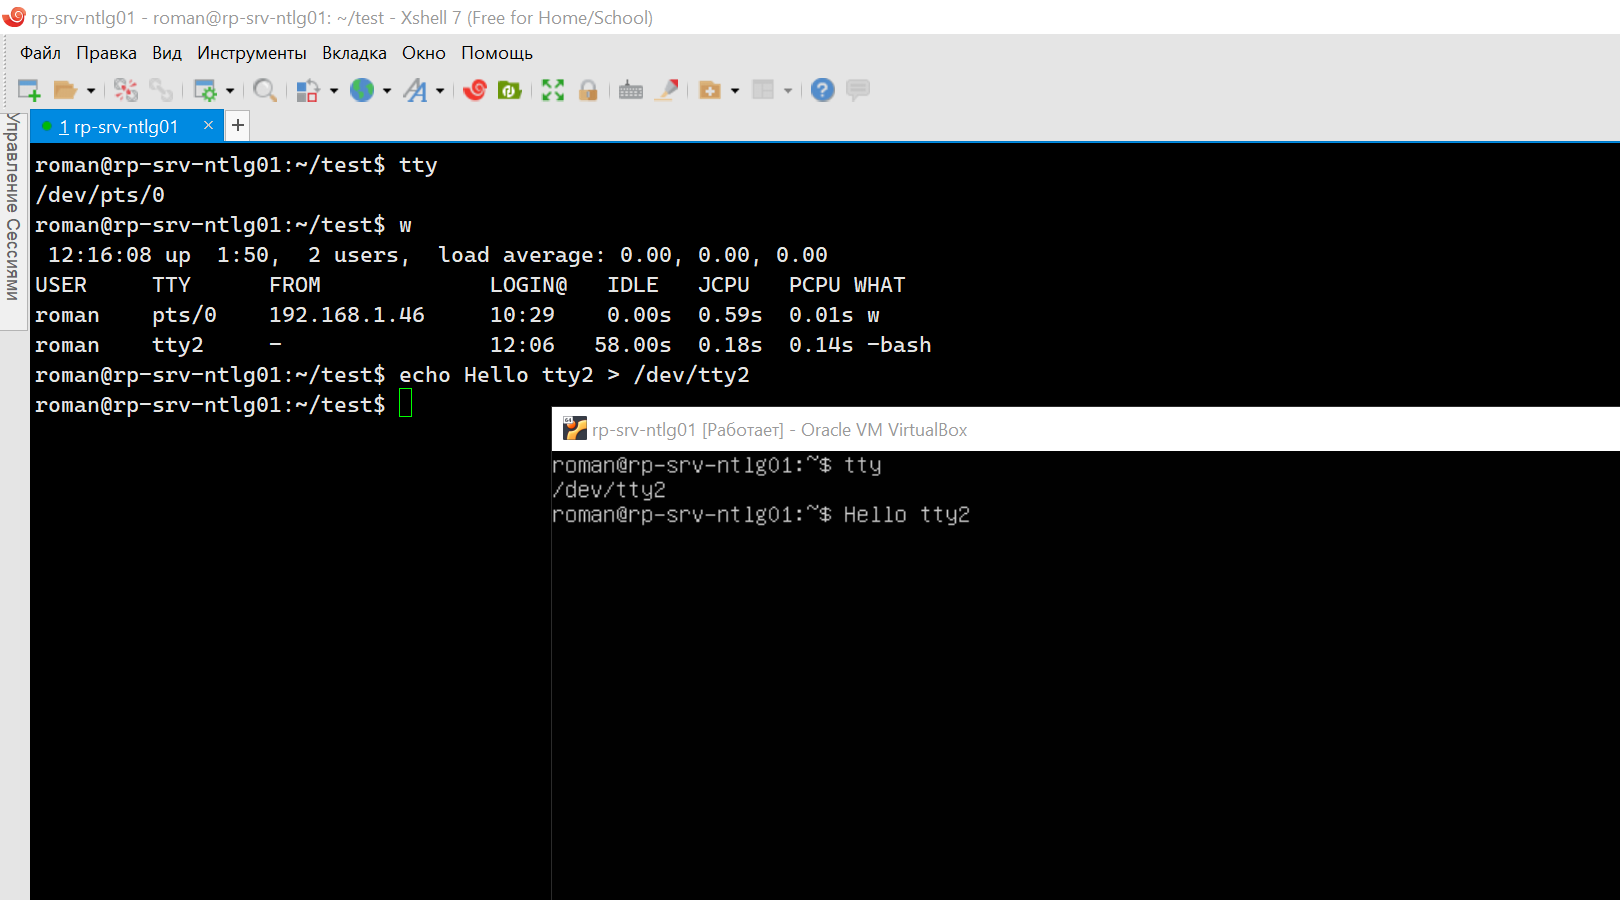 rp-srv-ntlg01 - roman@rp-srv-ntlg01: ~/test - Xshell 7 (Free for Home/School)
Файл Правка Вид Инструменты Вкладка Окно Помощь
Управление Сессиями
1 rp-srv-ntlg01 × +
roman@rp-srv-ntlg01:~/test$ tty
/dev/pts/0
roman@rp-srv-ntlg01:~/test$ w
 12:16:08 up  1:50,  2 users,  load average: 0.00, 0.00, 0.00
USER     TTY      FROM             LOGIN@   IDLE   JCPU   PCPU WHAT
roman    pts/0    192.168.1.46     10:29    0.00s  0.59s  0.01s w
roman    tty2     -                12:06   58.00s  0.18s  0.14s -bash
roman@rp-srv-ntlg01:~/test$ echo Hello tty2 > /dev/tty2
roman@rp-srv-ntlg01:~/test$
rp-srv-ntlg01 [Работает] - Oracle VM VirtualBox
roman@rp-srv-ntlg01:~$ tty
/dev/tty2
roman@rp-srv-ntlg01:~$ Hello tty2